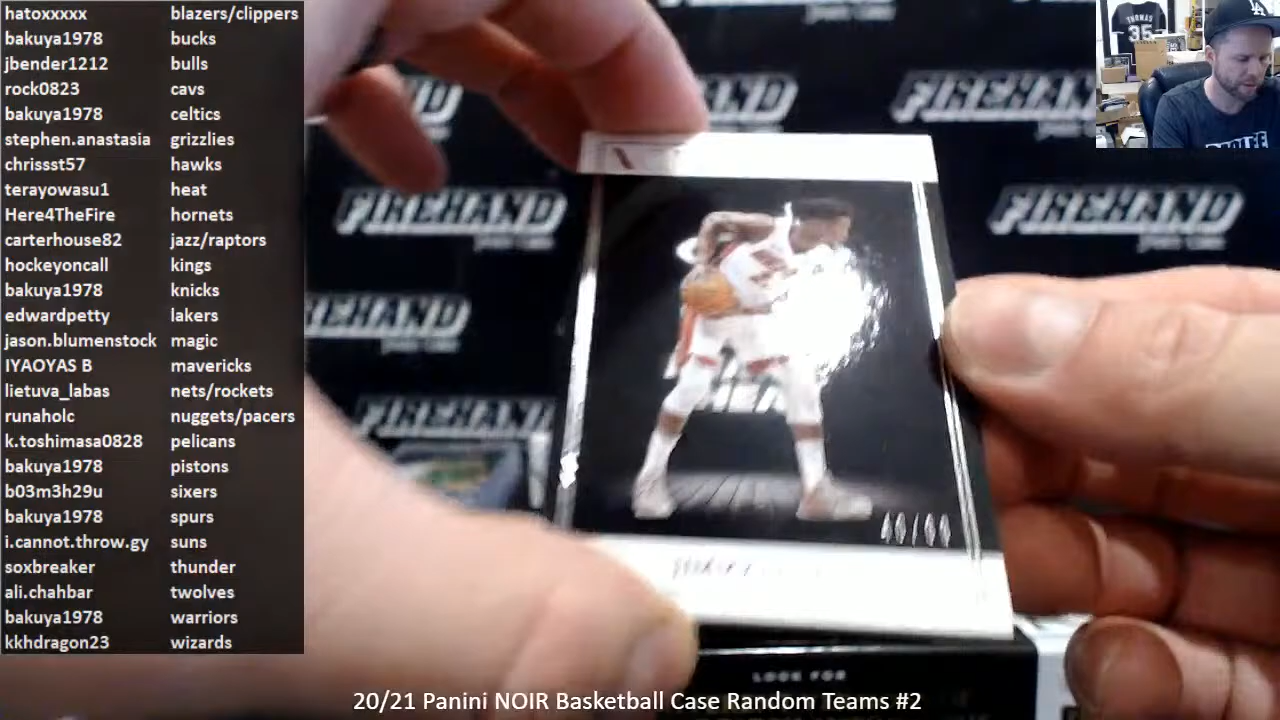 hatoxxxxx blazers/clippers
bakuya1978 bucks
jbender1212 bulls
rock0823 cavs
bakuya1978 celtics
stephen.anastasia grizzlies
chrissst57 hawks
terayowasu1 heat
Here4TheFire hornets
carterhouse82 jazz/raptors
hockeyoncall kings
bakuya1978 knicks
edwardpetty lakers
jason.blumenstock magic
IYAOYAS B mavericks
lietuva_labas nets/rockets
runaholc nuggets/pacers
k.toshimasa0828 pelicans
bakuya1978 pistons
b03m3h29u sixers
bakuya1978 spurs
i.cannot.throw.gy suns
soxbreaker thunder
ali.chahbar twolves
bakuya1978 warriors
kkhdragon23 wizards
THOMAS
35
LA
FIREHAND
FIREHAND
FIREHAND
FIREHAND
FIREHAND
LOOK FOR
20/21 Panini NOIR Basketball Case Random Teams #2